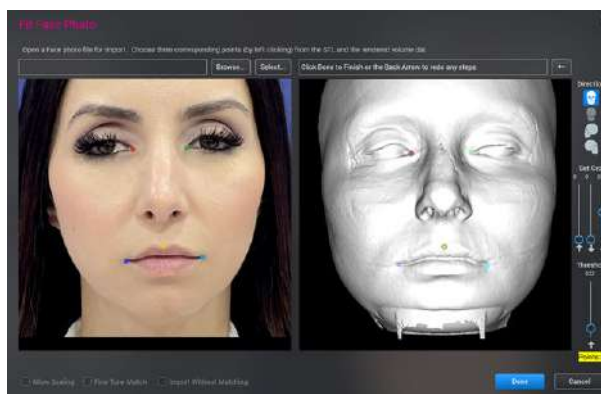 Fit Face Photo
Open a Face photo file for import. Choose three corresponding points (by left clicking) from the STL and the rendered volume dat
Browse... Select... Click Done to Finish or the Back Arrow to redo any steps. ←
Directio
Threshol
Allow Scaling Fine Tune Match Import Without Matching Done Cancel